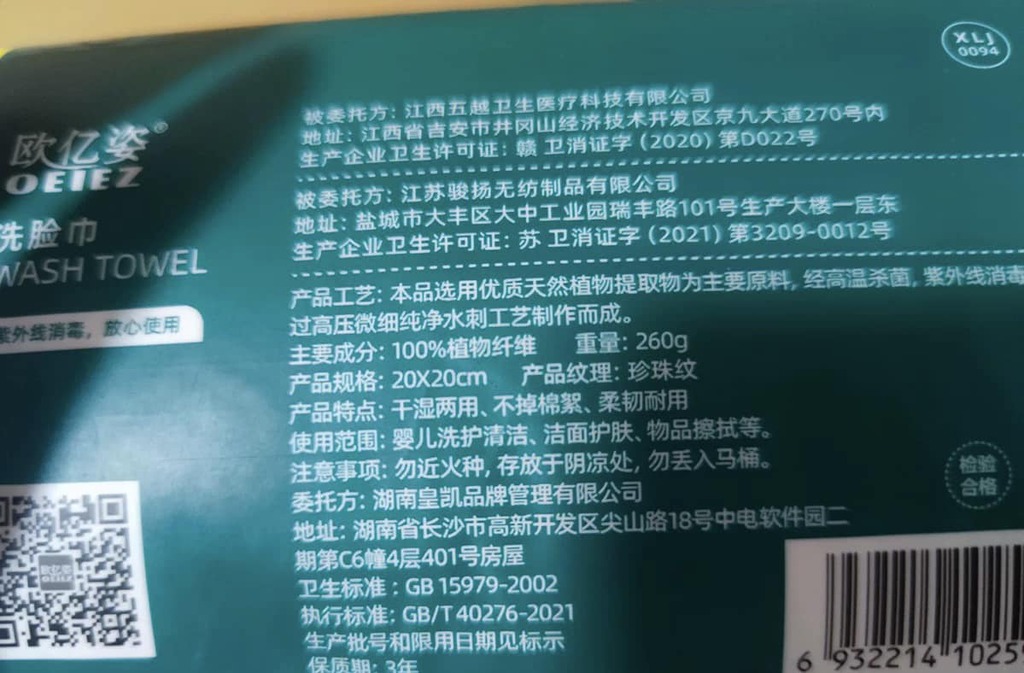 XLJ
0094
欧亿姿®
OEIEZ
洗脸巾
WASH TOWEL
紫外线消毒，放心使用
被委托方：江西五越卫生医疗科技有限公司
地址：江西省吉安市井冈山经济技术开发区京九大道270号内
生产企业卫生许可证：赣 卫消证字（2020）第D022号
被委托方：江苏骏扬无纺制品有限公司
地址：盐城市大丰区大中工业园瑞丰路101号生产大楼一层东
生产企业卫生许可证：苏 卫消证字（2021）第3209-0012号
产品工艺：本品选用优质天然植物提取物为主要原料, 经高温杀菌, 紫外线消毒
过高压微细纯净水刺工艺制作而成。
主要成分：100%植物纤维 重量：260g
产品规格：20X20cm 产品纹理：珍珠纹
产品特点：干湿两用、不掉棉絮、柔韧耐用
使用范围：婴儿洗护清洁、洁面护肤、物品擦拭等。
注意事项：勿近火种, 存放于阴凉处, 勿丢入马桶。
委托方：湖南皇凯品牌管理有限公司
地址：湖南省长沙市高新开发区尖山路18号中电软件园二
期第C6幢4层401号房屋
卫生标准：GB 15979-2002
执行标准：GB/T 40276-2021
生产批号和限用日期见标示
保质期：3年
检验
合格
欧亿姿
OEIEZ
6 932214 1025